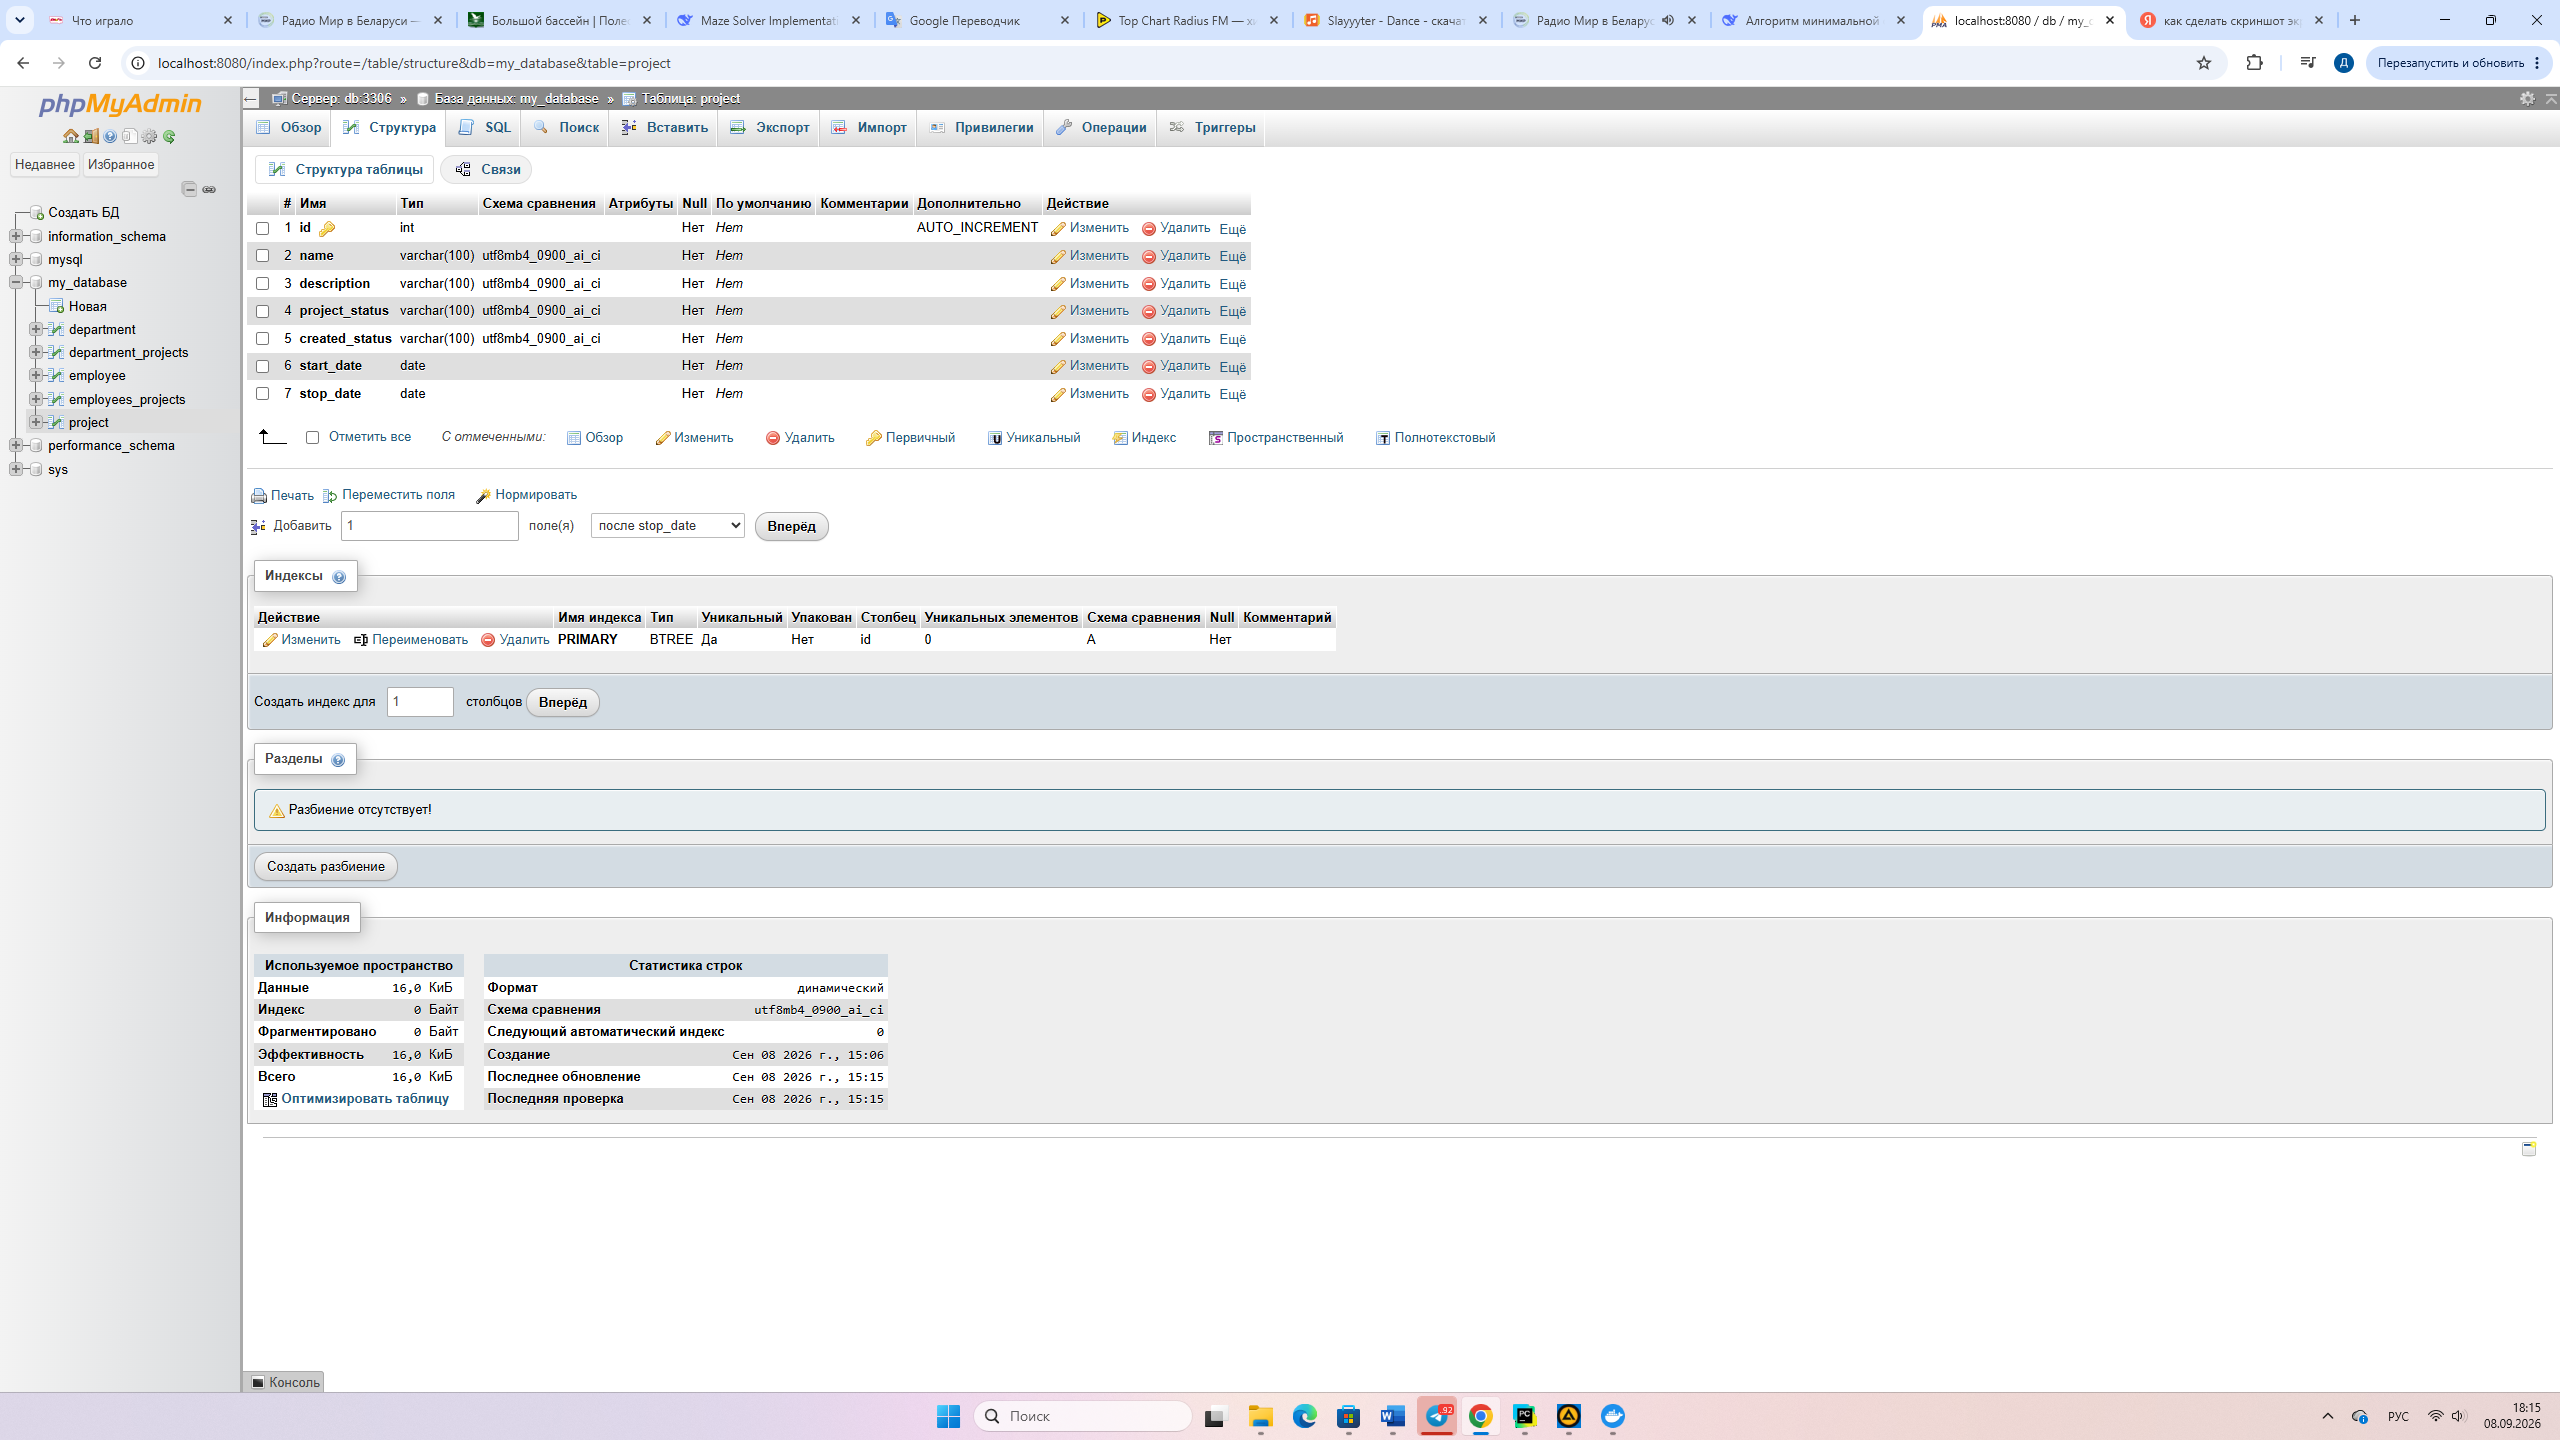 Что играло
Радио Мир в Беларуси —
Большой бассейн | Поле
Maze Solver Implementati
Google Переводчик
Top Chart Radius FM — х
Slayyyter - Dance - скачат
Радио Мир в Беларус
Алгоритм минимальной
localhost:8080 / db / my_
как сделать скриншот эк
localhost:8080/index.php?route=/table/structure&db=my_database&table=project
Д
Перезапустить и обновить
phpMyAdmin
Недавнее Избранное
Создать БД
information_schema
mysql
my_database
Новая
department
department_projects
employee
employees_projects
project
performance_schema
sys
Сервер: db:3306 » База данных: my_database » Таблица: project
Обзор Структура SQL Поиск Вставить Экспорт Импорт Привилегии Операции Триггеры
Структура таблицы Связи
# Имя Тип Схема сравнения Атрибуты Null По умолчанию Комментарии Дополнительно Действие
1 id int Нет Нет AUTO_INCREMENT Изменить Удалить Ещё
2 name varchar(100) utf8mb4_0900_ai_ci Нет Нет Изменить Удалить Ещё
3 description varchar(100) utf8mb4_0900_ai_ci Нет Нет Изменить Удалить Ещё
4 project_status varchar(100) utf8mb4_0900_ai_ci Нет Нет Изменить Удалить Ещё
5 created_status varchar(100) utf8mb4_0900_ai_ci Нет Нет Изменить Удалить Ещё
6 start_date date Нет Нет Изменить Удалить Ещё
7 stop_date date Нет Нет Изменить Удалить Ещё
Отметить все С отмеченными: Обзор Изменить Удалить Первичный Уникальный Индекс Пространственный Полнотекстовый
Печать Переместить поля Нормировать
Добавить 1 поле(я) после stop_date Вперёд
Индексы
Действие Имя индекса Тип Уникальный Упакован Столбец Уникальных элементов Схема сравнения Null Комментарий
Изменить Переименовать Удалить PRIMARY BTREE Да Нет id 0 A Нет
Создать индекс для 1 столбцов Вперёд
Разделы
Разбиение отсутствует!
Создать разбиение
Информация
Используемое пространство
Данные 16,0 КиБ
Индекс 0 Байт
Фрагментировано 0 Байт
Эффективность 16,0 КиБ
Всего 16,0 КиБ
Оптимизировать таблицу
Статистика строк
Формат динамический
Схема сравнения utf8mb4_0900_ai_ci
Следующий автоматический индекс 0
Создание Сен 08 2026 г., 15:06
Последнее обновление Сен 08 2026 г., 15:15
Последняя проверка Сен 08 2026 г., 15:15
Консоль
Поиск
92
РУС
18:15
08.09.2026